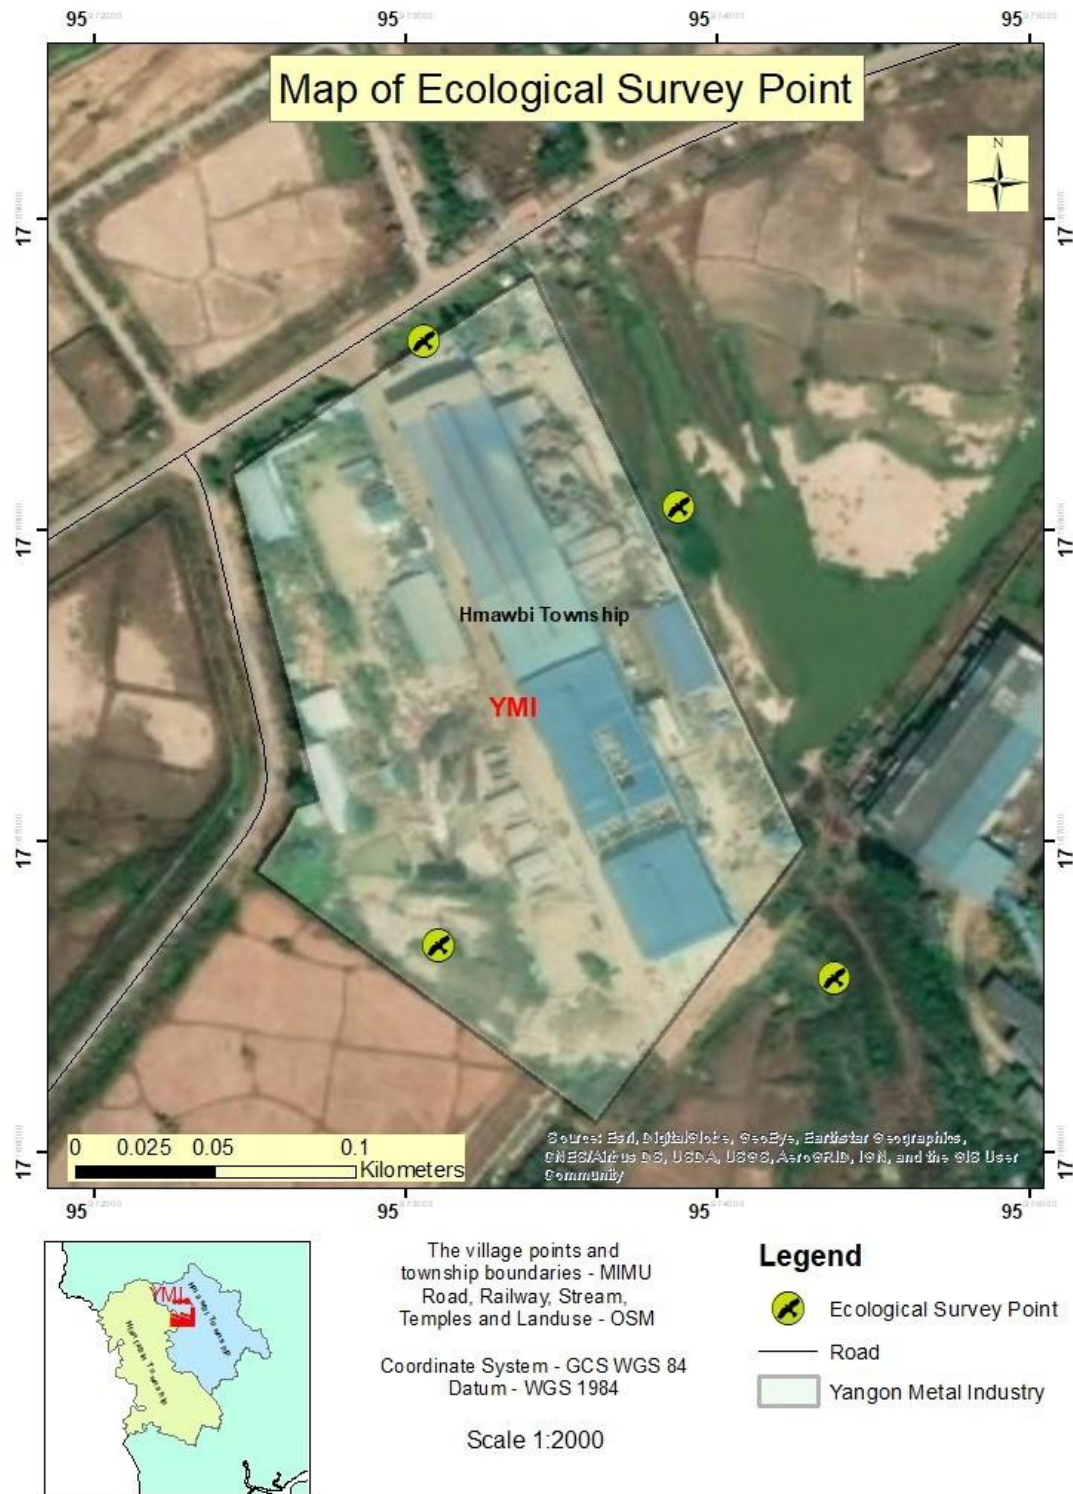 95 95 95 95
Map of Ecological Survey Point
N
17 17
17 17
Hmawbi Township
YMI
17 17
17 17
0 0.025 0.05 0.1
Kilometers
Source: Esri, DigitalGlobe, GeoEye, Earthstar Geographics,
CNES/Airbus DS, USDA, USGS, AeroGRID, IGN, and the GIS User
Community
95 95 95 95
YMI
Hmawbi Township
Htantabin Township
The village points and
township boundaries - MIMU
Road, Railway, Stream,
Temples and Landuse - OSM
Coordinate System - GCS WGS 84
Datum - WGS 1984
Scale 1:2000
Legend
Ecological Survey Point
Road
Yangon Metal Industry